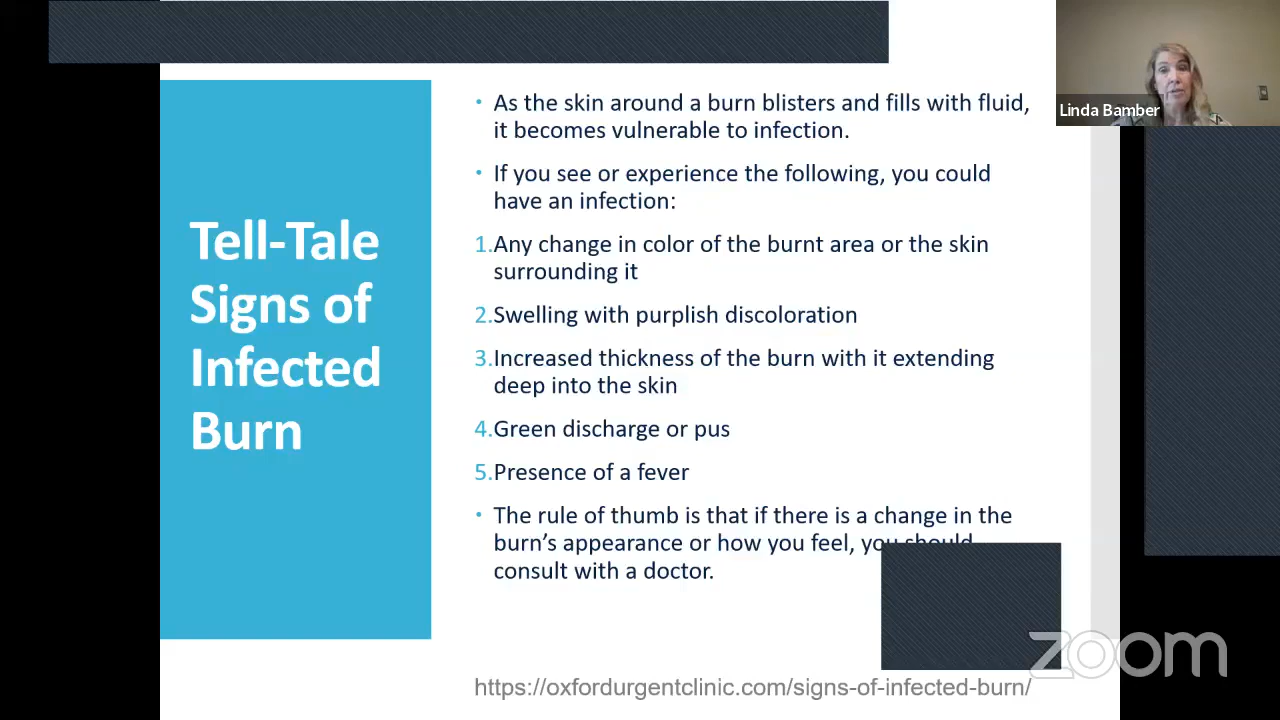 Tell-Tale
Signs of
Infected
Burn
• As the skin around a burn blisters and fills with fluid,
it becomes vulnerable to infection.
• If you see or experience the following, you could
have an infection:
1.Any change in color of the burnt area or the skin
surrounding it
2.Swelling with purplish discoloration
3.Increased thickness of the burn with it extending
deep into the skin
4.Green discharge or pus
5.Presence of a fever
• The rule of thumb is that if there is a change in the
burn's appearance or how you feel, you should
consult with a doctor.
https://oxfordurgentclinic.com/signs-of-infected-burn/
Linda Bamber
zoom